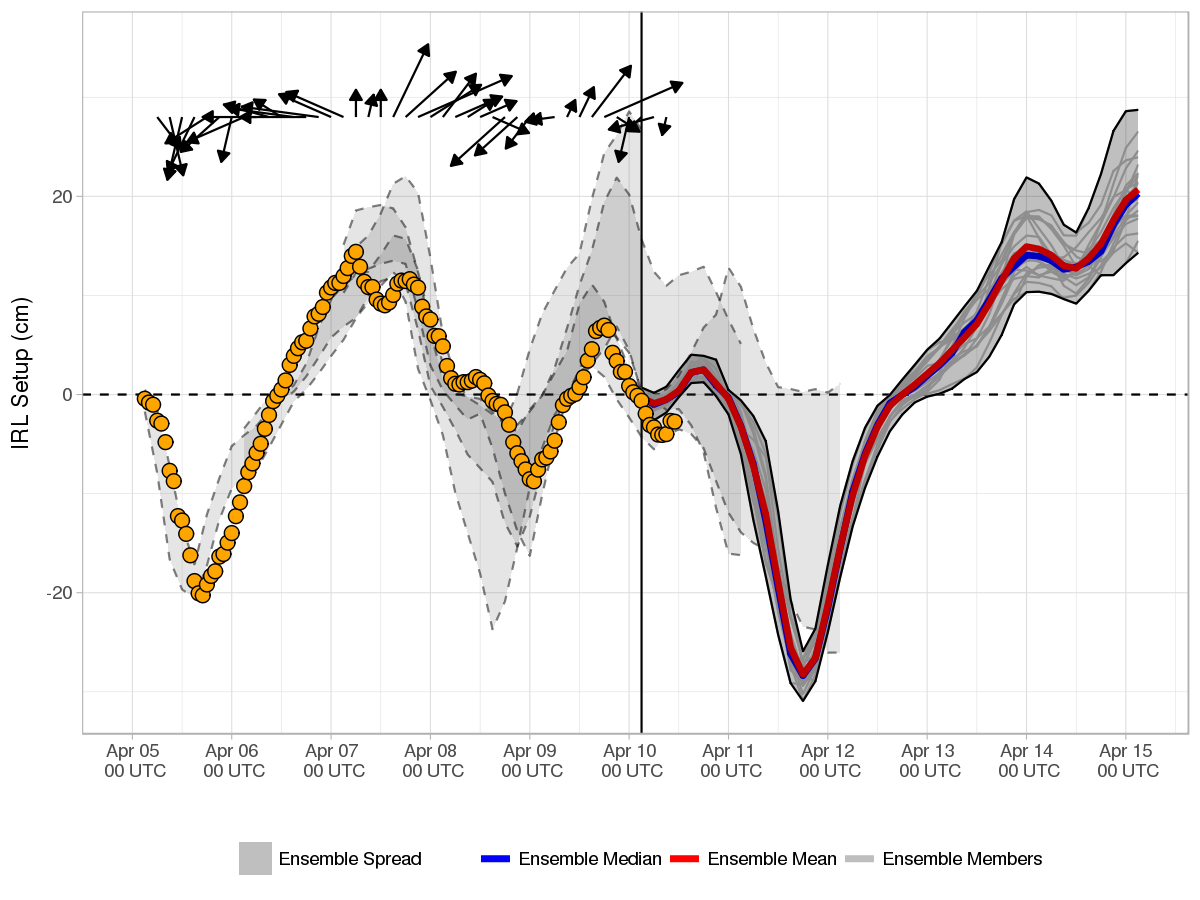 IRL Setup (cm)
20
0
-20
Apr 05 Apr 06 Apr 07 Apr 08 Apr 09 Apr 10 Apr 11 Apr 12 Apr 13 Apr 14 Apr 15
00 UTC 00 UTC 00 UTC 00 UTC 00 UTC 00 UTC 00 UTC 00 UTC 00 UTC 00 UTC 00 UTC
Ensemble Spread Ensemble Median Ensemble Mean Ensemble Members